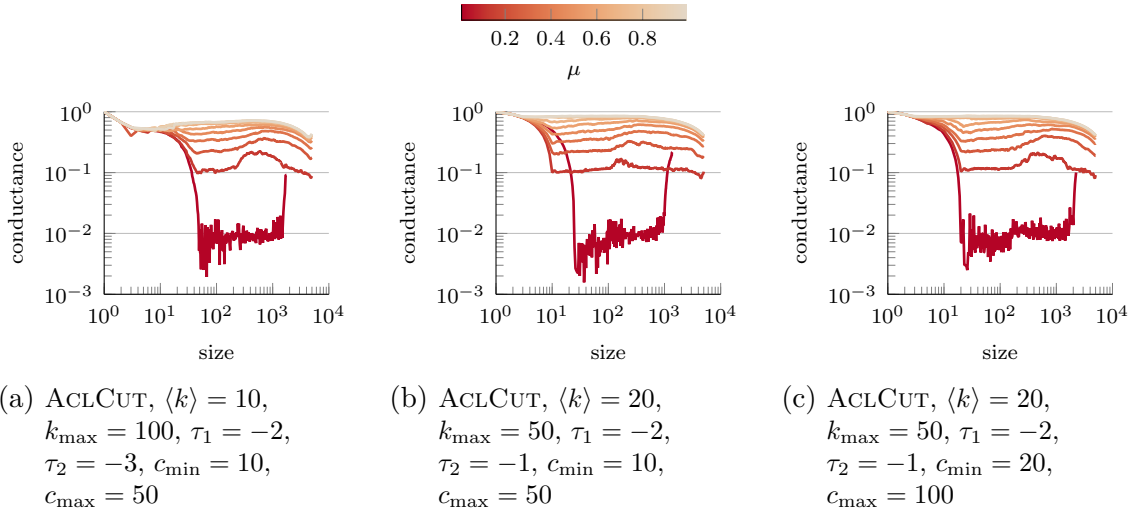 0.2 0.4 0.6 0.8
μ
10^0
10^−1
10^−2
10^−3
conductance
10^0 10^1 10^2 10^3 10^4
size
10^0
10^−1
10^−2
10^−3
conductance
10^0 10^1 10^2 10^3 10^4
size
10^0
10^−1
10^−2
10^−3
conductance
10^0 10^1 10^2 10^3 10^4
size
(a) ACLCUT, ⟨k⟩ = 10,
k_max = 100, τ_1 = −2,
τ_2 = −3, c_min = 10,
c_max = 50
(b) ACLCUT, ⟨k⟩ = 20,
k_max = 50, τ_1 = −2,
τ_2 = −1, c_min = 10,
c_max = 50
(c) ACLCUT, ⟨k⟩ = 20,
k_max = 50, τ_1 = −2,
τ_2 = −1, c_min = 20,
c_max = 100